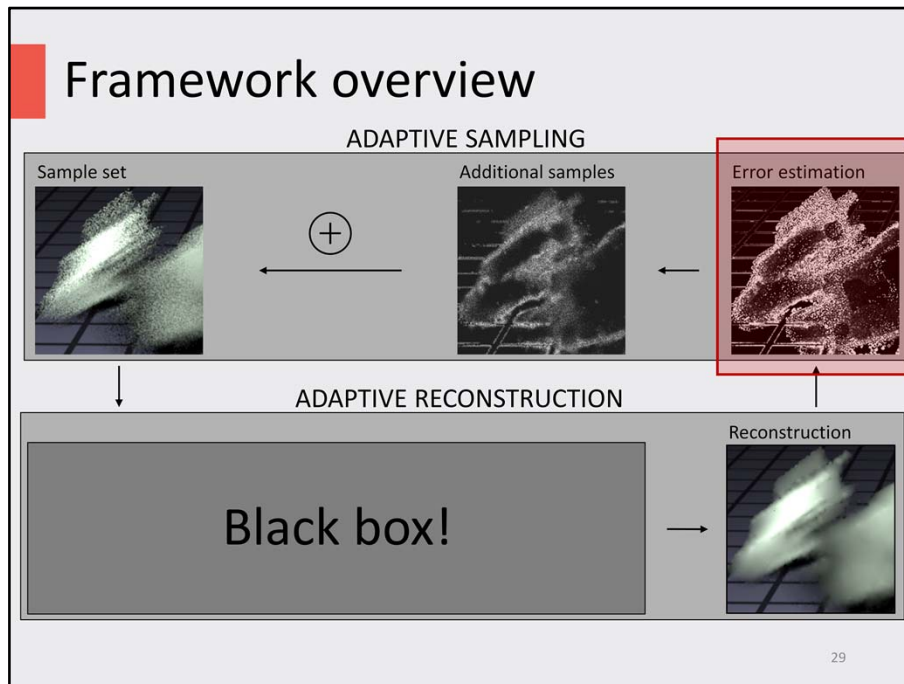 Framework overview
ADAPTIVE SAMPLING
Sample set
Additional samples
Error estimation
ADAPTIVE RECONSTRUCTION
Reconstruction
Black box!
29